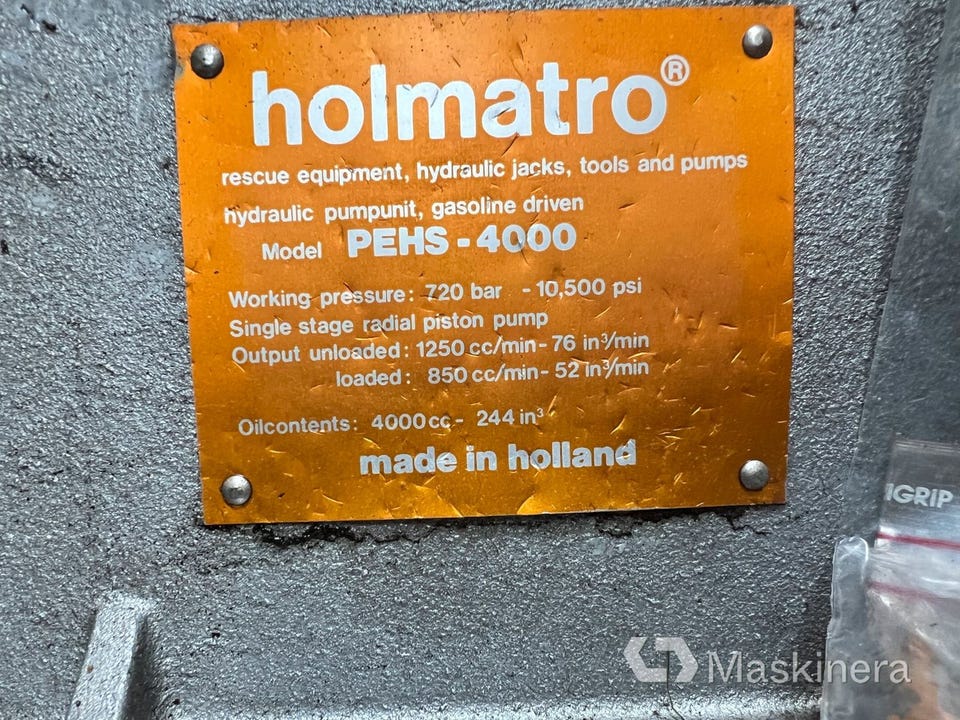 holmatro®
rescue equipment, hydraulic jacks, tools and pumps
hydraulic pumpunit, gasoline driven
Model PEHS - 4000
Working pressure: 720 bar - 10,500 psi
Single stage radial piston pump
Output unloaded: 1250 cc/min - 76 in³/min
loaded: 850 cc/min - 52 in³/min
Oilcontents: 4000 cc - 244 in³
made in holland
IGRIP
Maskinera